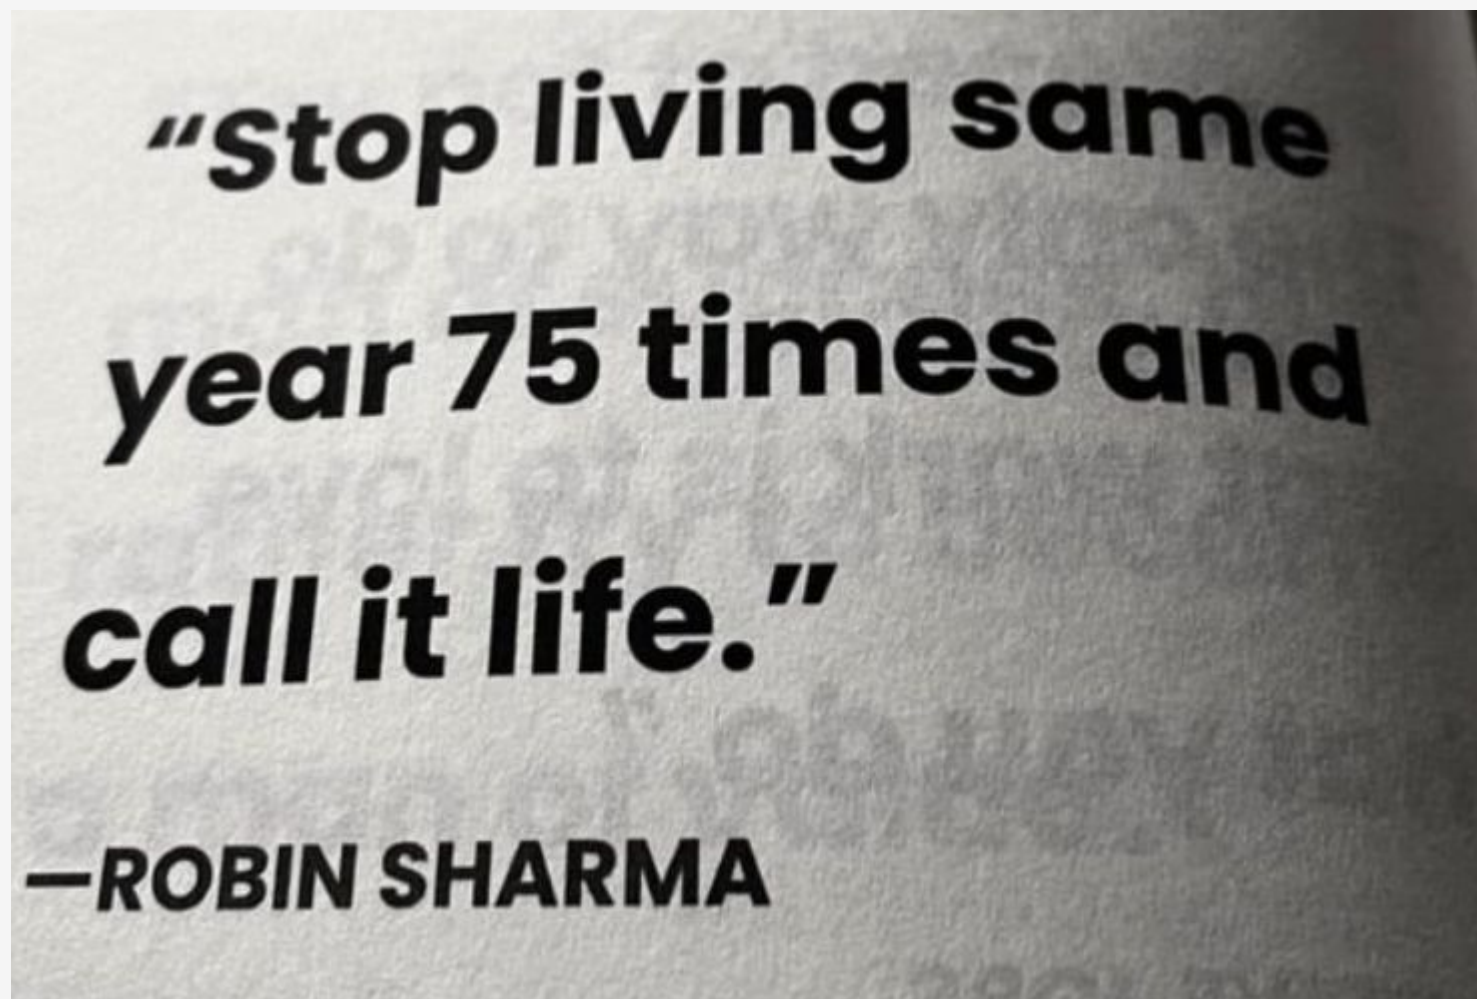 “Stop living same
year 75 times and
call it life.”
—ROBIN SHARMA